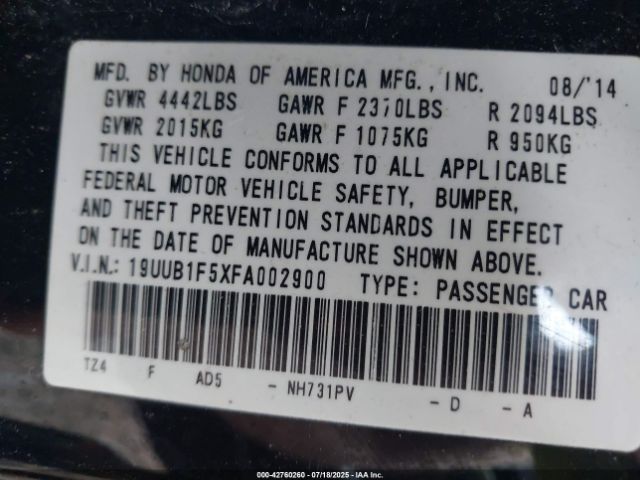 MFD. BY HONDA OF AMERICA MFG., INC. 08/'14
GVWR 4442LBS GAWR F 2370LBS R 2094LBS
GVWR 2015KG GAWR F 1075KG R 950KG
THIS VEHICLE CONFORMS TO ALL APPLICABLE
FEDERAL MOTOR VEHICLE SAFETY, BUMPER,
AND THEFT PREVENTION STANDARDS IN EFFECT
ON THE DATE OF MANUFACTURE SHOWN ABOVE.
V.I.N.: 19UUB1F5XFA002900 TYPE: PASSENGER CAR
TZ4 F AD5 - NH731PV - D - A
000-42760260 - 07/18/2025 - IAA Inc.